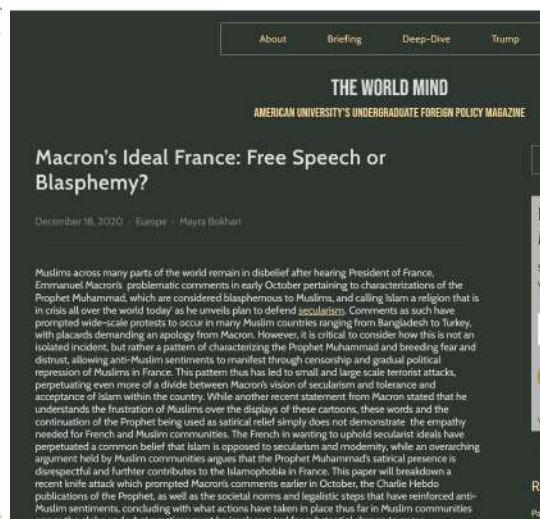 About Briefing Deep-Dive Trump
THE WORLD MIND
AMERICAN UNIVERSITY'S UNDERGRADUATE FOREIGN POLICY MAGAZINE
Macron's Ideal France: Free Speech or
Blasphemy?
December 18, 2020 - Europe - Mayra Bokhari
Muslims across many parts of the world remain in disbelief after hearing President of France,
Emmanuel Macron's problematic comments in early October pertaining to characterizations of the
Prophet Muhammad, which are considered blasphemous to Muslims, and calling Islam a religion that is
in crisis all over the world today' as he unveils plan to defend secularism. Comments as such have
prompted wide-scale protests to occur in many Muslim countries ranging from Bangladesh to Turkey,
with placards demanding an apology from Macron. However, it is critical to consider how this is not an
isolated incident, but rather a pattern of characterizing the Prophet Muhammad and breeding fear and
distrust, allowing anti-Muslim sentiments to manifest through censorship and gradual political
repression of Muslims in France. This pattern thus has led to small and large scale terrorist attacks,
perpetuating even more of a divide between Macron's vision of secularism and tolerance and
acceptance of Islam within the country. While another recent statement from Macron stated that he
understands the frustration of Muslims over the displays of these cartoons, these words and the
continuation of the Prophet being used as satirical relief simply does not demonstrate the empathy
needed for French and Muslim communities. The French in wanting to uphold secularist ideals have
perpetuated a common belief that Islam is opposed to secularism and modernity, while an overarching
argument held by Muslim communities argues that the Prophet Muhammad's satirical presence is
disrespectful and furthter contributes to the Islamophobia in France. This paper will breakdown a
recent knife attack which prompted Macron's comments earlier in October, the Charlie Hebdo
publications of the Prophet, as well as the societal norms and legalistic steps that have reinforced anti-
Muslim sentiments, concluding with what actions have taken in place thus far in Muslim communities